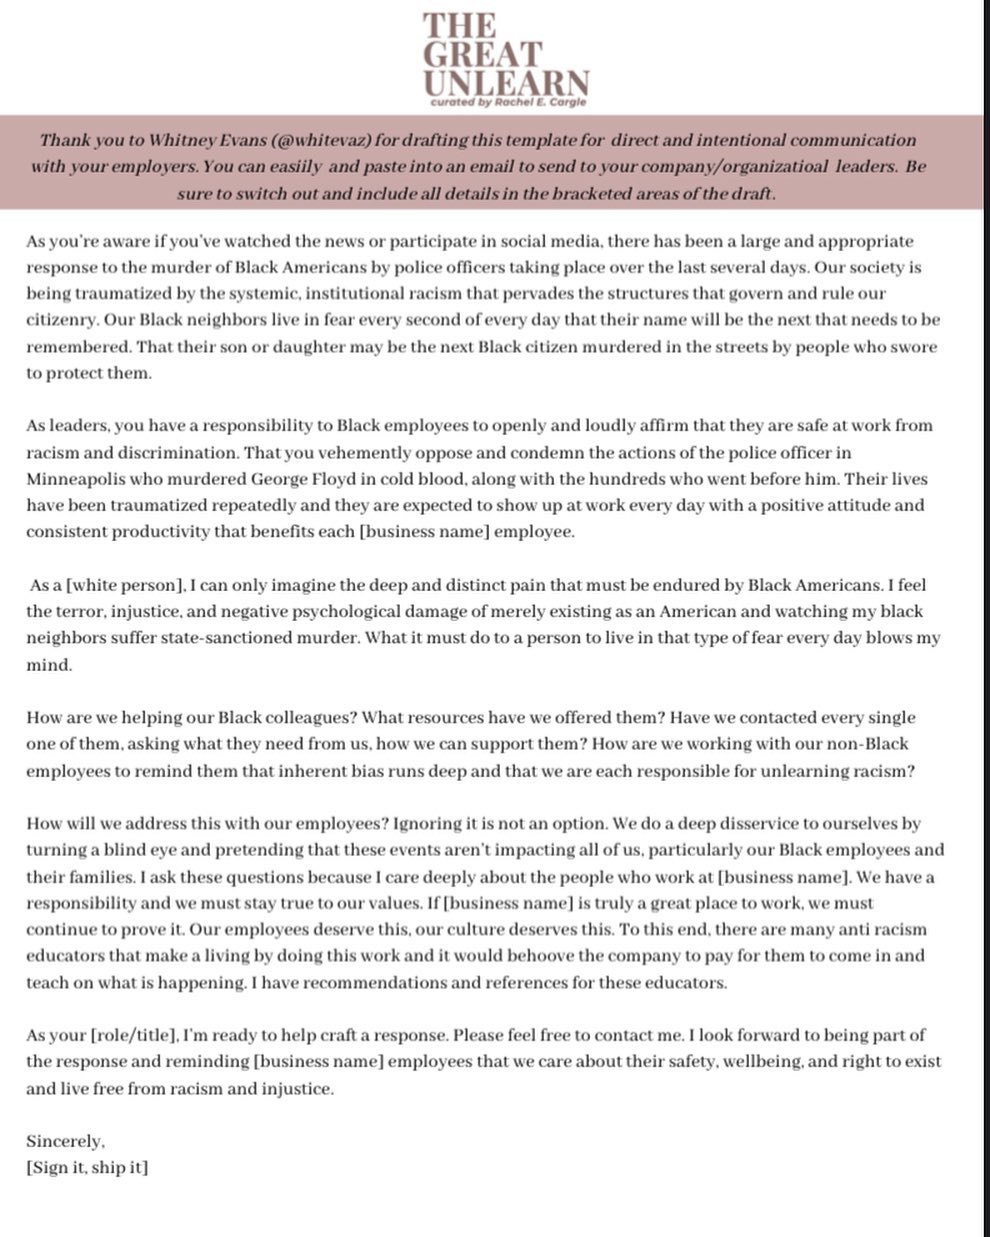 THE
GREAT
UNLEARN
curated by Rachel E. Cargle
Thank you to Whitney Evans (@whitevaz) for drafting this template for direct and intentional communication
with your employers. You can easiily and paste into an email to send to your company/organizatioal leaders. Be
sure to switch out and include all details in the bracketed areas of the draft.
As you're aware if you've watched the news or participate in social media, there has been a large and appropriate
response to the murder of Black Americans by police officers taking place over the last several days. Our society is
being traumatized by the systemic, institutional racism that pervades the structures that govern and rule our
citizenry. Our Black neighbors live in fear every second of every day that their name will be the next that needs to be
remembered. That their son or daughter may be the next Black citizen murdered in the streets by people who swore
to protect them.
As leaders, you have a responsibility to Black employees to openly and loudly affirm that they are safe at work from
racism and discrimination. That you vehemently oppose and condemn the actions of the police officer in
Minneapolis who murdered George Floyd in cold blood, along with the hundreds who went before him. Their lives
have been traumatized repeatedly and they are expected to show up at work every day with a positive attitude and
consistent productivity that benefits each [business name] employee.
As a [white person], I can only imagine the deep and distinct pain that must be endured by Black Americans. I feel
the terror, injustice, and negative psychological damage of merely existing as an American and watching my black
neighbors suffer state-sanctioned murder. What it must do to a person to live in that type of fear every day blows my
mind.
How are we helping our Black colleagues? What resources have we offered them? Have we contacted every single
one of them, asking what they need from us, how we can support them? How are we working with our non-Black
employees to remind them that inherent bias runs deep and that we are each responsible for unlearning racism?
How will we address this with our employees? Ignoring it is not an option. We do a deep disservice to ourselves by
turning a blind eye and pretending that these events aren't impacting all of us, particularly our Black employees and
their families. I ask these questions because I care deeply about the people who work at [business name]. We have a
responsibility and we must stay true to our values. If [business name] is truly a great place to work, we must
continue to prove it. Our employees deserve this, our culture deserves this. To this end, there are many anti racism
educators that make a living by doing this work and it would behoove the company to pay for them to come in and
teach on what is happening. I have recommendations and references for these educators.
As your [role/title], I'm ready to help craft a response. Please feel free to contact me. I look forward to being part of
the response and reminding [business name] employees that we care about their safety, wellbeing, and right to exist
and live free from racism and injustice.
Sincerely,
[Sign it, ship it]